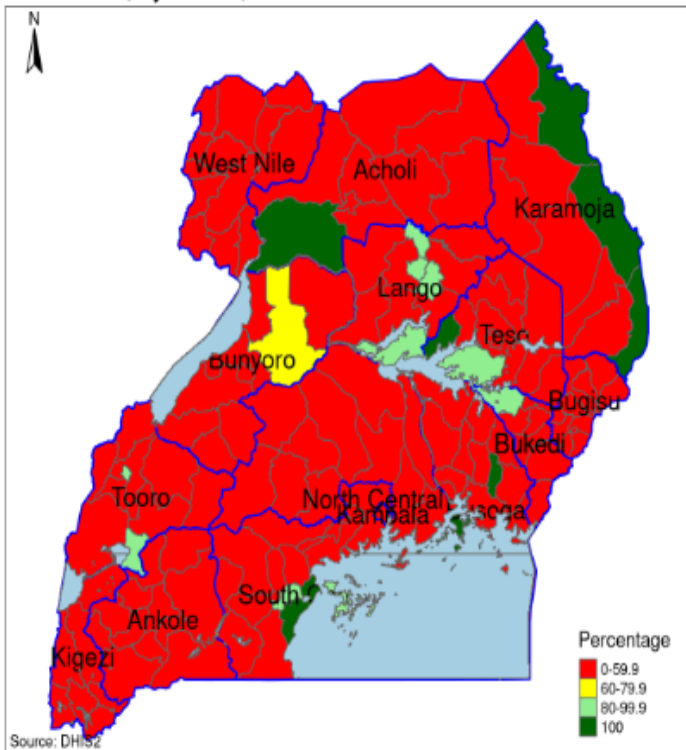 N
West Nile
Acholi
Karamoja
Lango
Teso
Bunyoro
Bugisu
Bukedi
Tooro
North Central
Kampala
South
Ankole
Kigezi
Percentage
0-59.9
60-79.9
80-99.9
100
Source: DHIS2